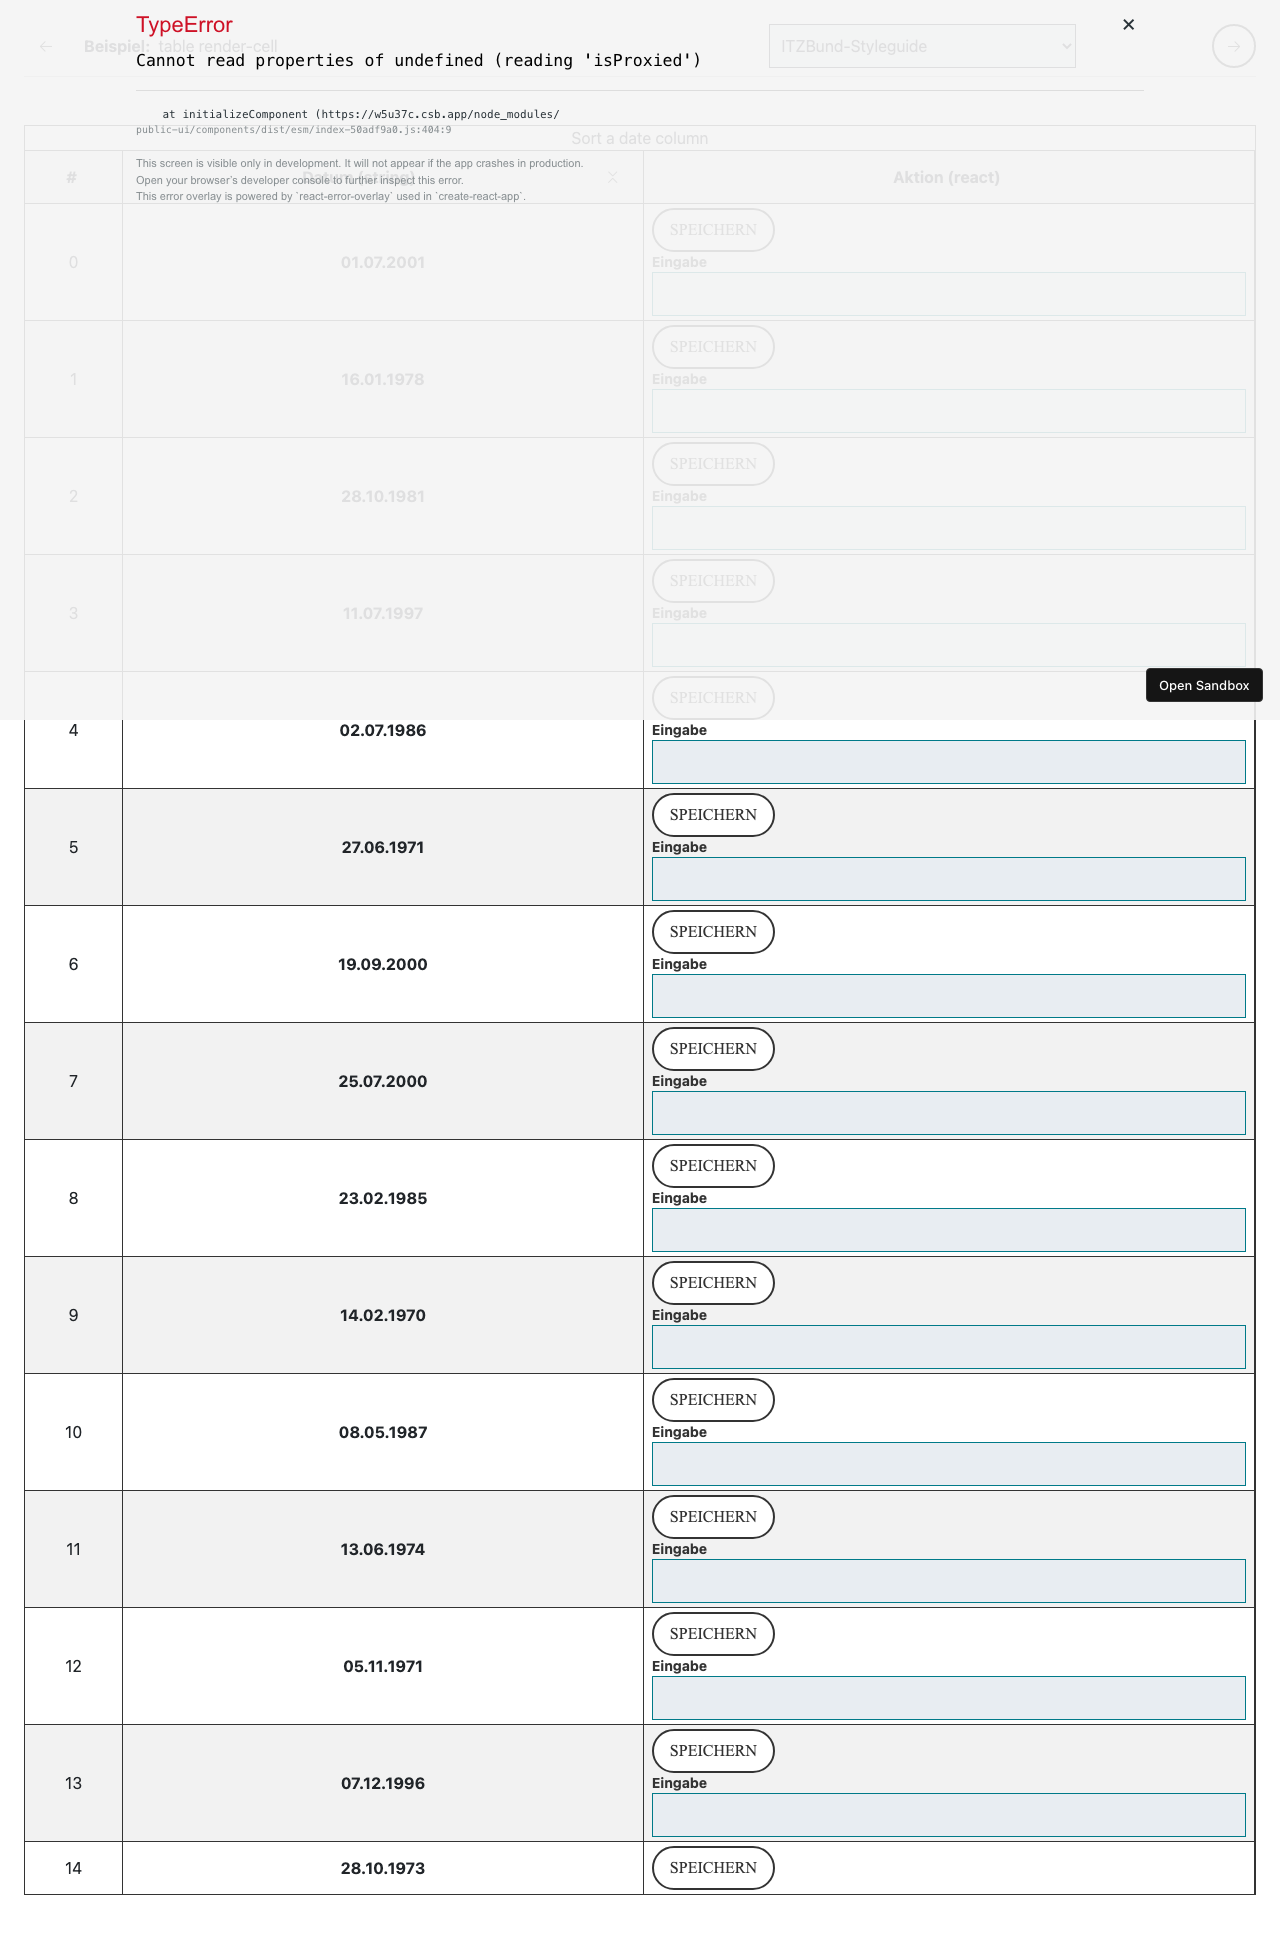 TypeError
✕
← Beispiel: table render-cell
ITZBund-Styleguide
→
Cannot read properties of undefined (reading 'isProxied')
at initializeComponent (https://w5u37c.csb.app/node_modules/
public-ui/components/dist/esm/index-50adf9a0.js:404:9
Sort a date column
This screen is visible only in development. It will not appear if the app crashes in production.
Open your browser's developer console to further inspect this error.
This error overlay is powered by `react-error-overlay` used in `create-react-app`.
# Datum (string) Aktion (react)
0 01.07.2001 SPEICHERN
Eingabe
1 16.01.1978 SPEICHERN
Eingabe
2 28.10.1981 SPEICHERN
Eingabe
3 11.07.1997 SPEICHERN
Eingabe
Open Sandbox
4 02.07.1986 SPEICHERN
Eingabe
5 27.06.1971 SPEICHERN
Eingabe
6 19.09.2000 SPEICHERN
Eingabe
7 25.07.2000 SPEICHERN
Eingabe
8 23.02.1985 SPEICHERN
Eingabe
9 14.02.1970 SPEICHERN
Eingabe
10 08.05.1987 SPEICHERN
Eingabe
11 13.06.1974 SPEICHERN
Eingabe
12 05.11.1971 SPEICHERN
Eingabe
13 07.12.1996 SPEICHERN
Eingabe
14 28.10.1973 SPEICHERN